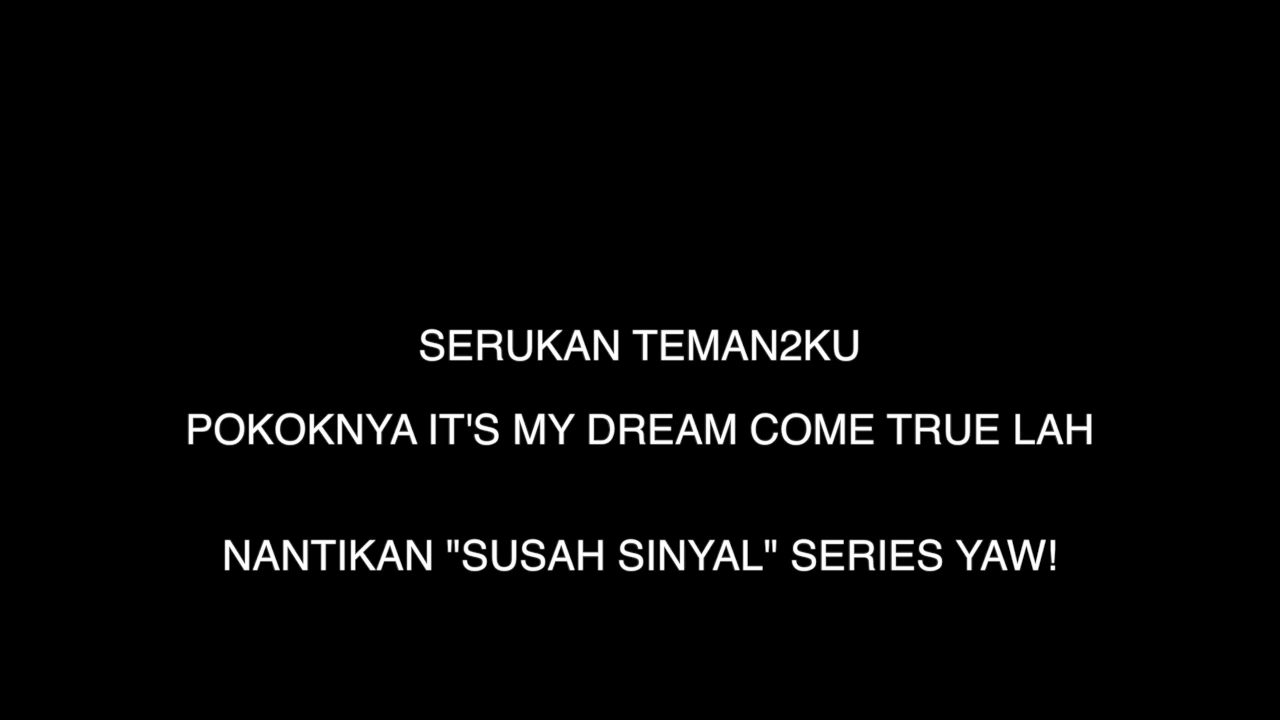 SERUKAN TEMAN2KU
POKOKNYA IT'S MY DREAM COME TRUE LAH
NANTIKAN "SUSAH SINYAL" SERIES YAW!